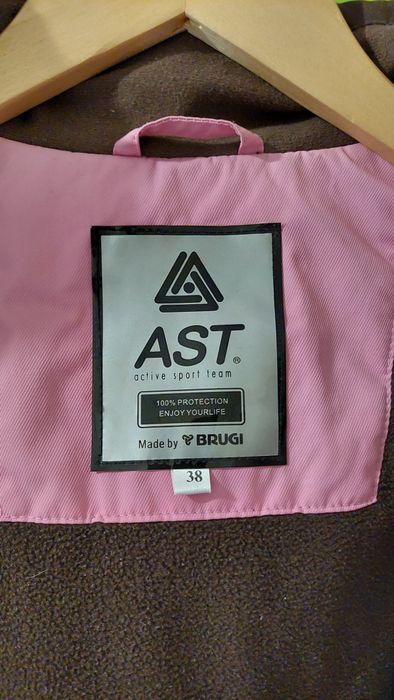 AST®
active sport team
100% PROTECTION
ENJOY YOURLIFE
Made by BRUGI
38